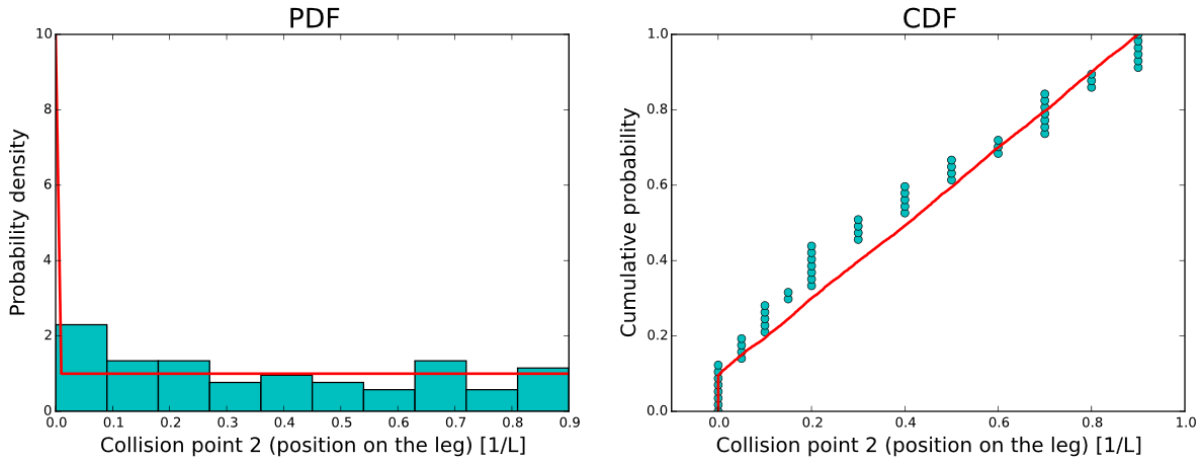 PDF
Probability density
10
8
6
4
2
0
0.0 0.1 0.2 0.3 0.4 0.5 0.6 0.7 0.8 0.9
Collision point 2 (position on the leg) [1/L]
CDF
Cumulative probability
1.0
0.8
0.6
0.4
0.2
0.0
0.0 0.2 0.4 0.6 0.8 1.0
Collision point 2 (position on the leg) [1/L]